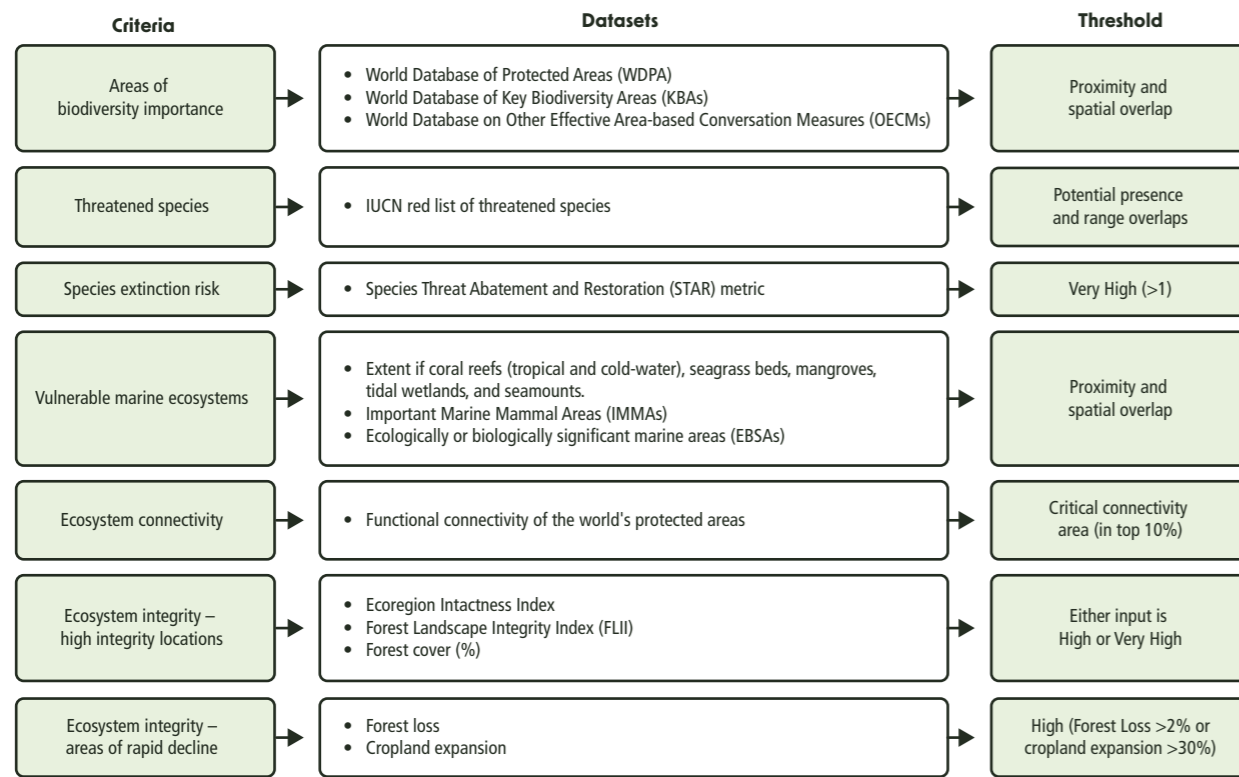 Criteria
Datasets
Threshold
Areas of
biodiversity importance
• World Database of Protected Areas (WDPA)
• World Database of Key Biodiversity Areas (KBAs)
• World Database on Other Effective Area-based Conversation Measures (OECMs)
Proximity and
spatial overlap
Threatened species
• IUCN red list of threatened species
Potential presence
and range overlaps
Species extinction risk
• Species Threat Abatement and Restoration (STAR) metric
Very High (>1)
Vulnerable marine ecosystems
• Extent if coral reefs (tropical and cold-water), seagrass beds, mangroves,
tidal wetlands, and seamounts.
• Important Marine Mammal Areas (IMMAs)
• Ecologically or biologically significant marine areas (EBSAs)
Proximity and
spatial overlap
Ecosystem connectivity
• Functional connectivity of the world's protected areas
Critical connectivity
area (in top 10%)
Ecosystem integrity –
high integrity locations
• Ecoregion Intactness Index
• Forest Landscape Integrity Index (FLII)
• Forest cover (%)
Either input is
High or Very High
Ecosystem integrity –
areas of rapid decline
• Forest loss
• Cropland expansion
High (Forest Loss >2% or
cropland expansion >30%)